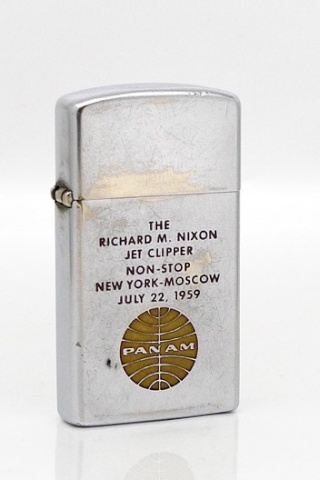 THE
RICHARD M. NIXON
JET CLIPPER
NON-STOP
NEW YORK-MOSCOW
JULY 22, 1959
PAN AM